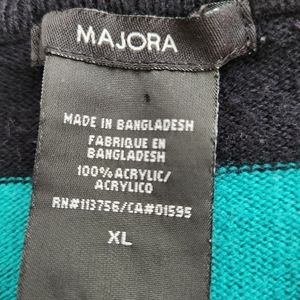 MAJORA
MADE IN BANGLADESH
FABRIQUE EN
BANGLADESH
100% ACRYLIC/
ACRYLICO
RN#113756/CA#01595
XL